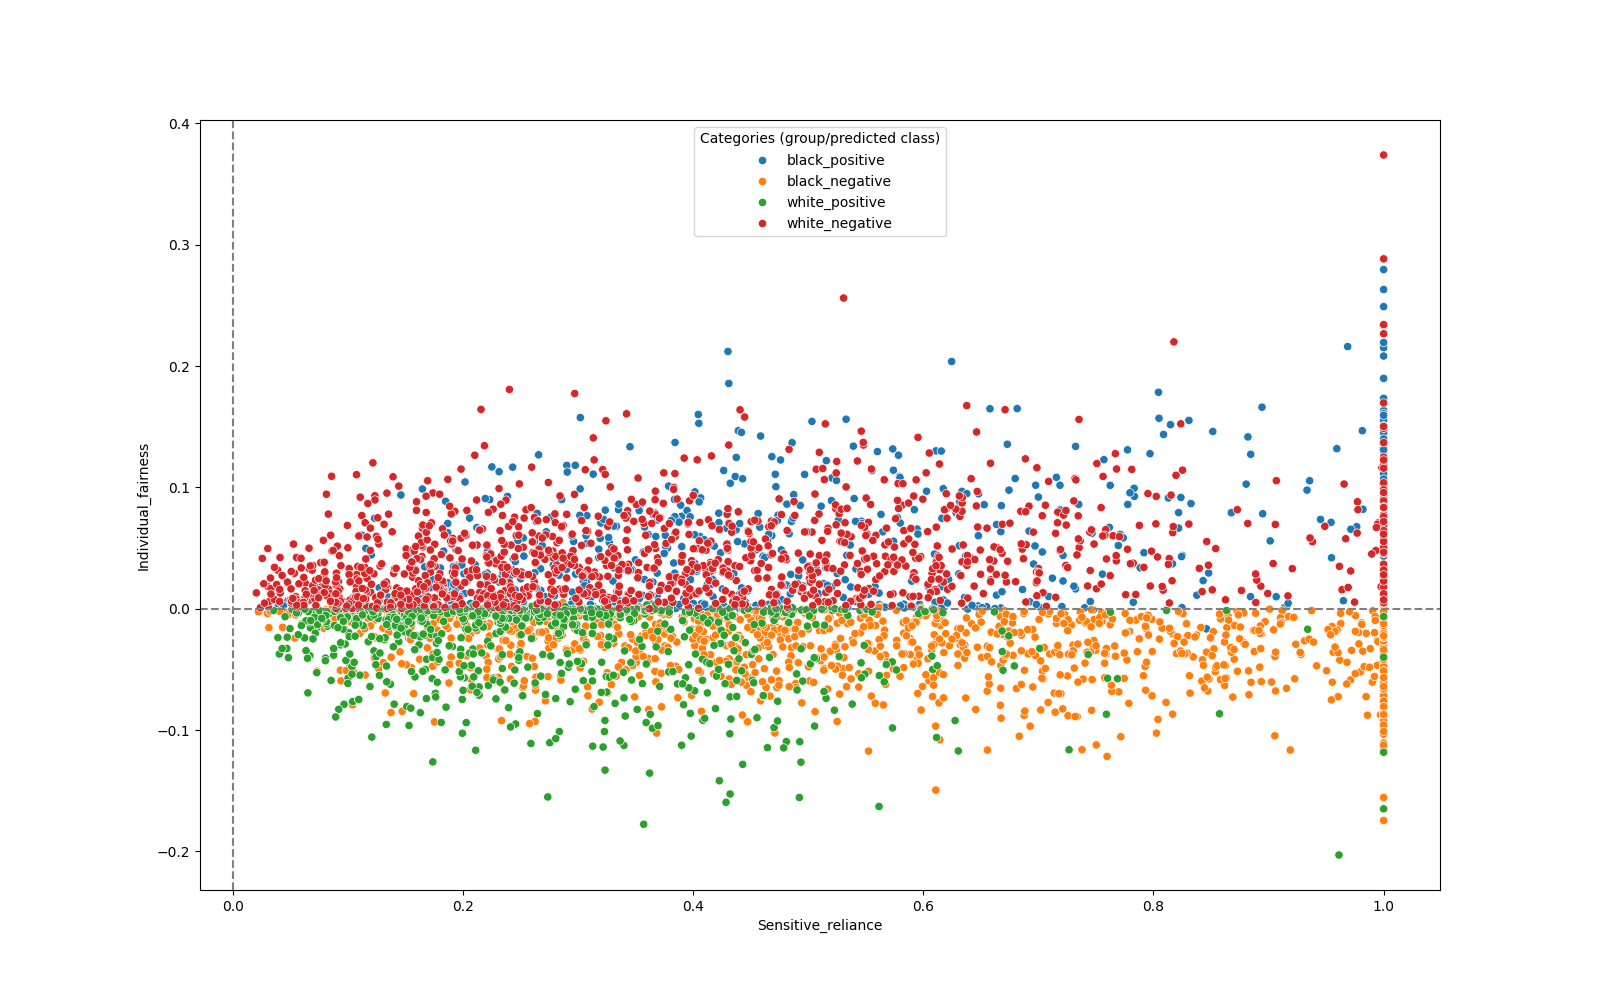 Categories (group/predicted class)
black_positive
black_negative
white_positive
white_negative
0.4
0.3
0.2
0.1
0.0
−0.1
−0.2
Individual_fairness
0.0 0.2 0.4 0.6 0.8 1.0
Sensitive_reliance